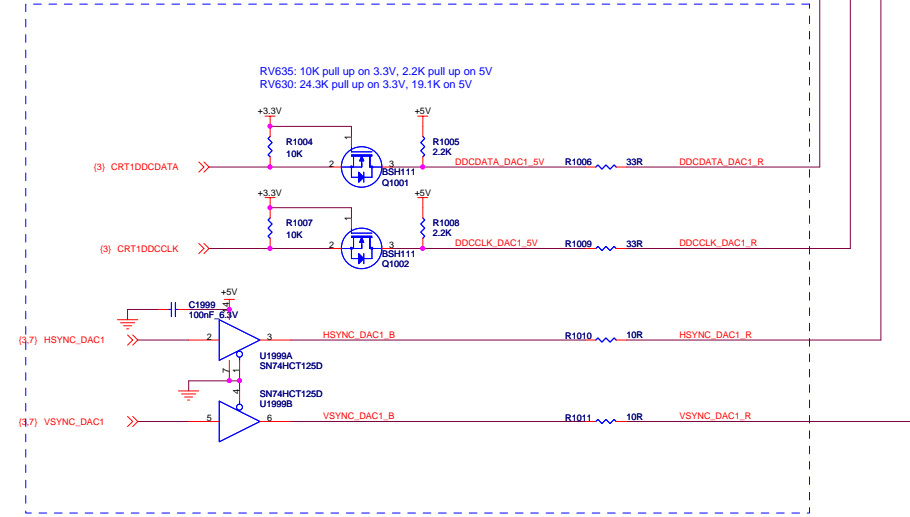 RV635: 10K pull up on 3.3V, 2.2K pull up on 5V
RV630: 24.3K pull up on 3.3V, 19.1K on 5V
+3.3V
+5V
1
R1004
10K
R1005
2.2K
{3} CRT1DDCDATA
2
3
DDCDATA_DAC1_5V
R1006
33R
DDCDATA_DAC1_R
BSH111
Q1001
+3.3V
+5V
1
R1007
10K
R1008
2.2K
{3} CRT1DDCCLK
2
3
DDCCLK_DAC1_5V
R1009
33R
DDCCLK_DAC1_R
BSH111
Q1002
+5V
C1999
100nF_6.3V
{3,7} HSYNC_DAC1
2
3
HSYNC_DAC1_B
R1010
10R
HSYNC_DAC1_R
U1999A
SN74HCT125D
7
1
4
SN74HCT125D
U1999B
{3,7} VSYNC_DAC1
5
6
VSYNC_DAC1_B
R1011
10R
VSYNC_DAC1_R